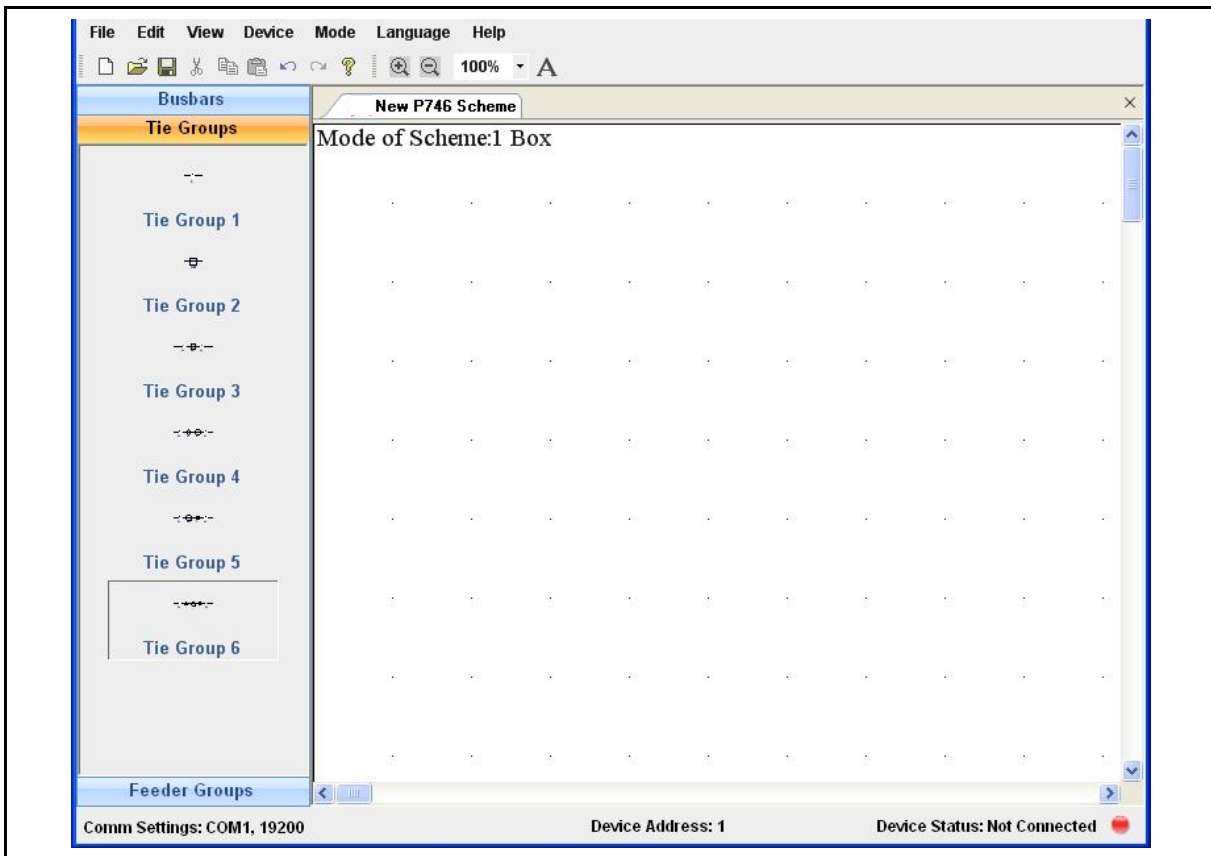 File Edit View Device Mode Language Help
100% A
Busbars
Tie Groups
Tie Group 1
Tie Group 2
Tie Group 3
Tie Group 4
Tie Group 5
Tie Group 6
Feeder Groups
New P746 Scheme
Mode of Scheme:1 Box
Comm Settings: COM1, 19200 Device Address: 1 Device Status: Not Connected